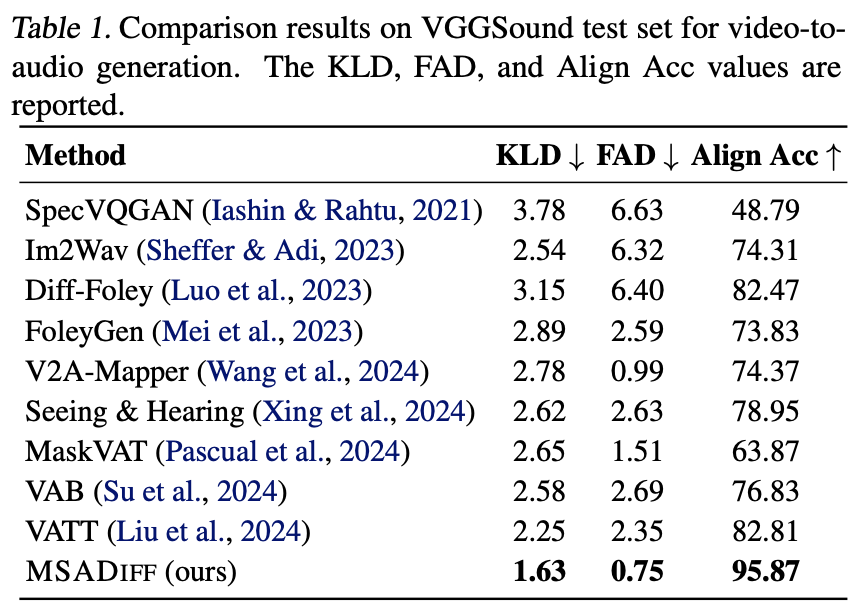 Table 1. Comparison results on VGGSound test set for video-to-
audio generation. The KLD, FAD, and Align Acc values are
reported.
Method KLD ↓ FAD ↓ Align Acc ↑
SpecVQGAN (Iashin & Rahtu, 2021) 3.78 6.63 48.79
Im2Wav (Sheffer & Adi, 2023) 2.54 6.32 74.31
Diff-Foley (Luo et al., 2023) 3.15 6.40 82.47
FoleyGen (Mei et al., 2023) 2.89 2.59 73.83
V2A-Mapper (Wang et al., 2024) 2.78 0.99 74.37
Seeing & Hearing (Xing et al., 2024) 2.62 2.63 78.95
MaskVAT (Pascual et al., 2024) 2.65 1.51 63.87
VAB (Su et al., 2024) 2.58 2.69 76.83
VATT (Liu et al., 2024) 2.25 2.35 82.81
MSADIFF (ours) 1.63 0.75 95.87